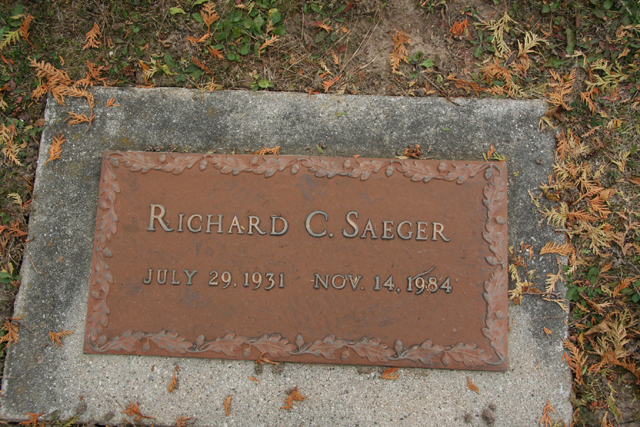 Richard C. Saeger
July 29, 1931 Nov. 14, 1984